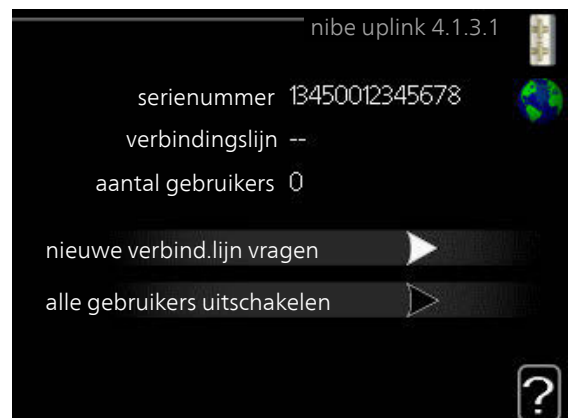 nibe uplink 4.1.3.1
serienummer 13450012345678
verbindingslijn --
aantal gebruikers 0
nieuwe verbind.lijn vragen
alle gebruikers uitschakelen
?